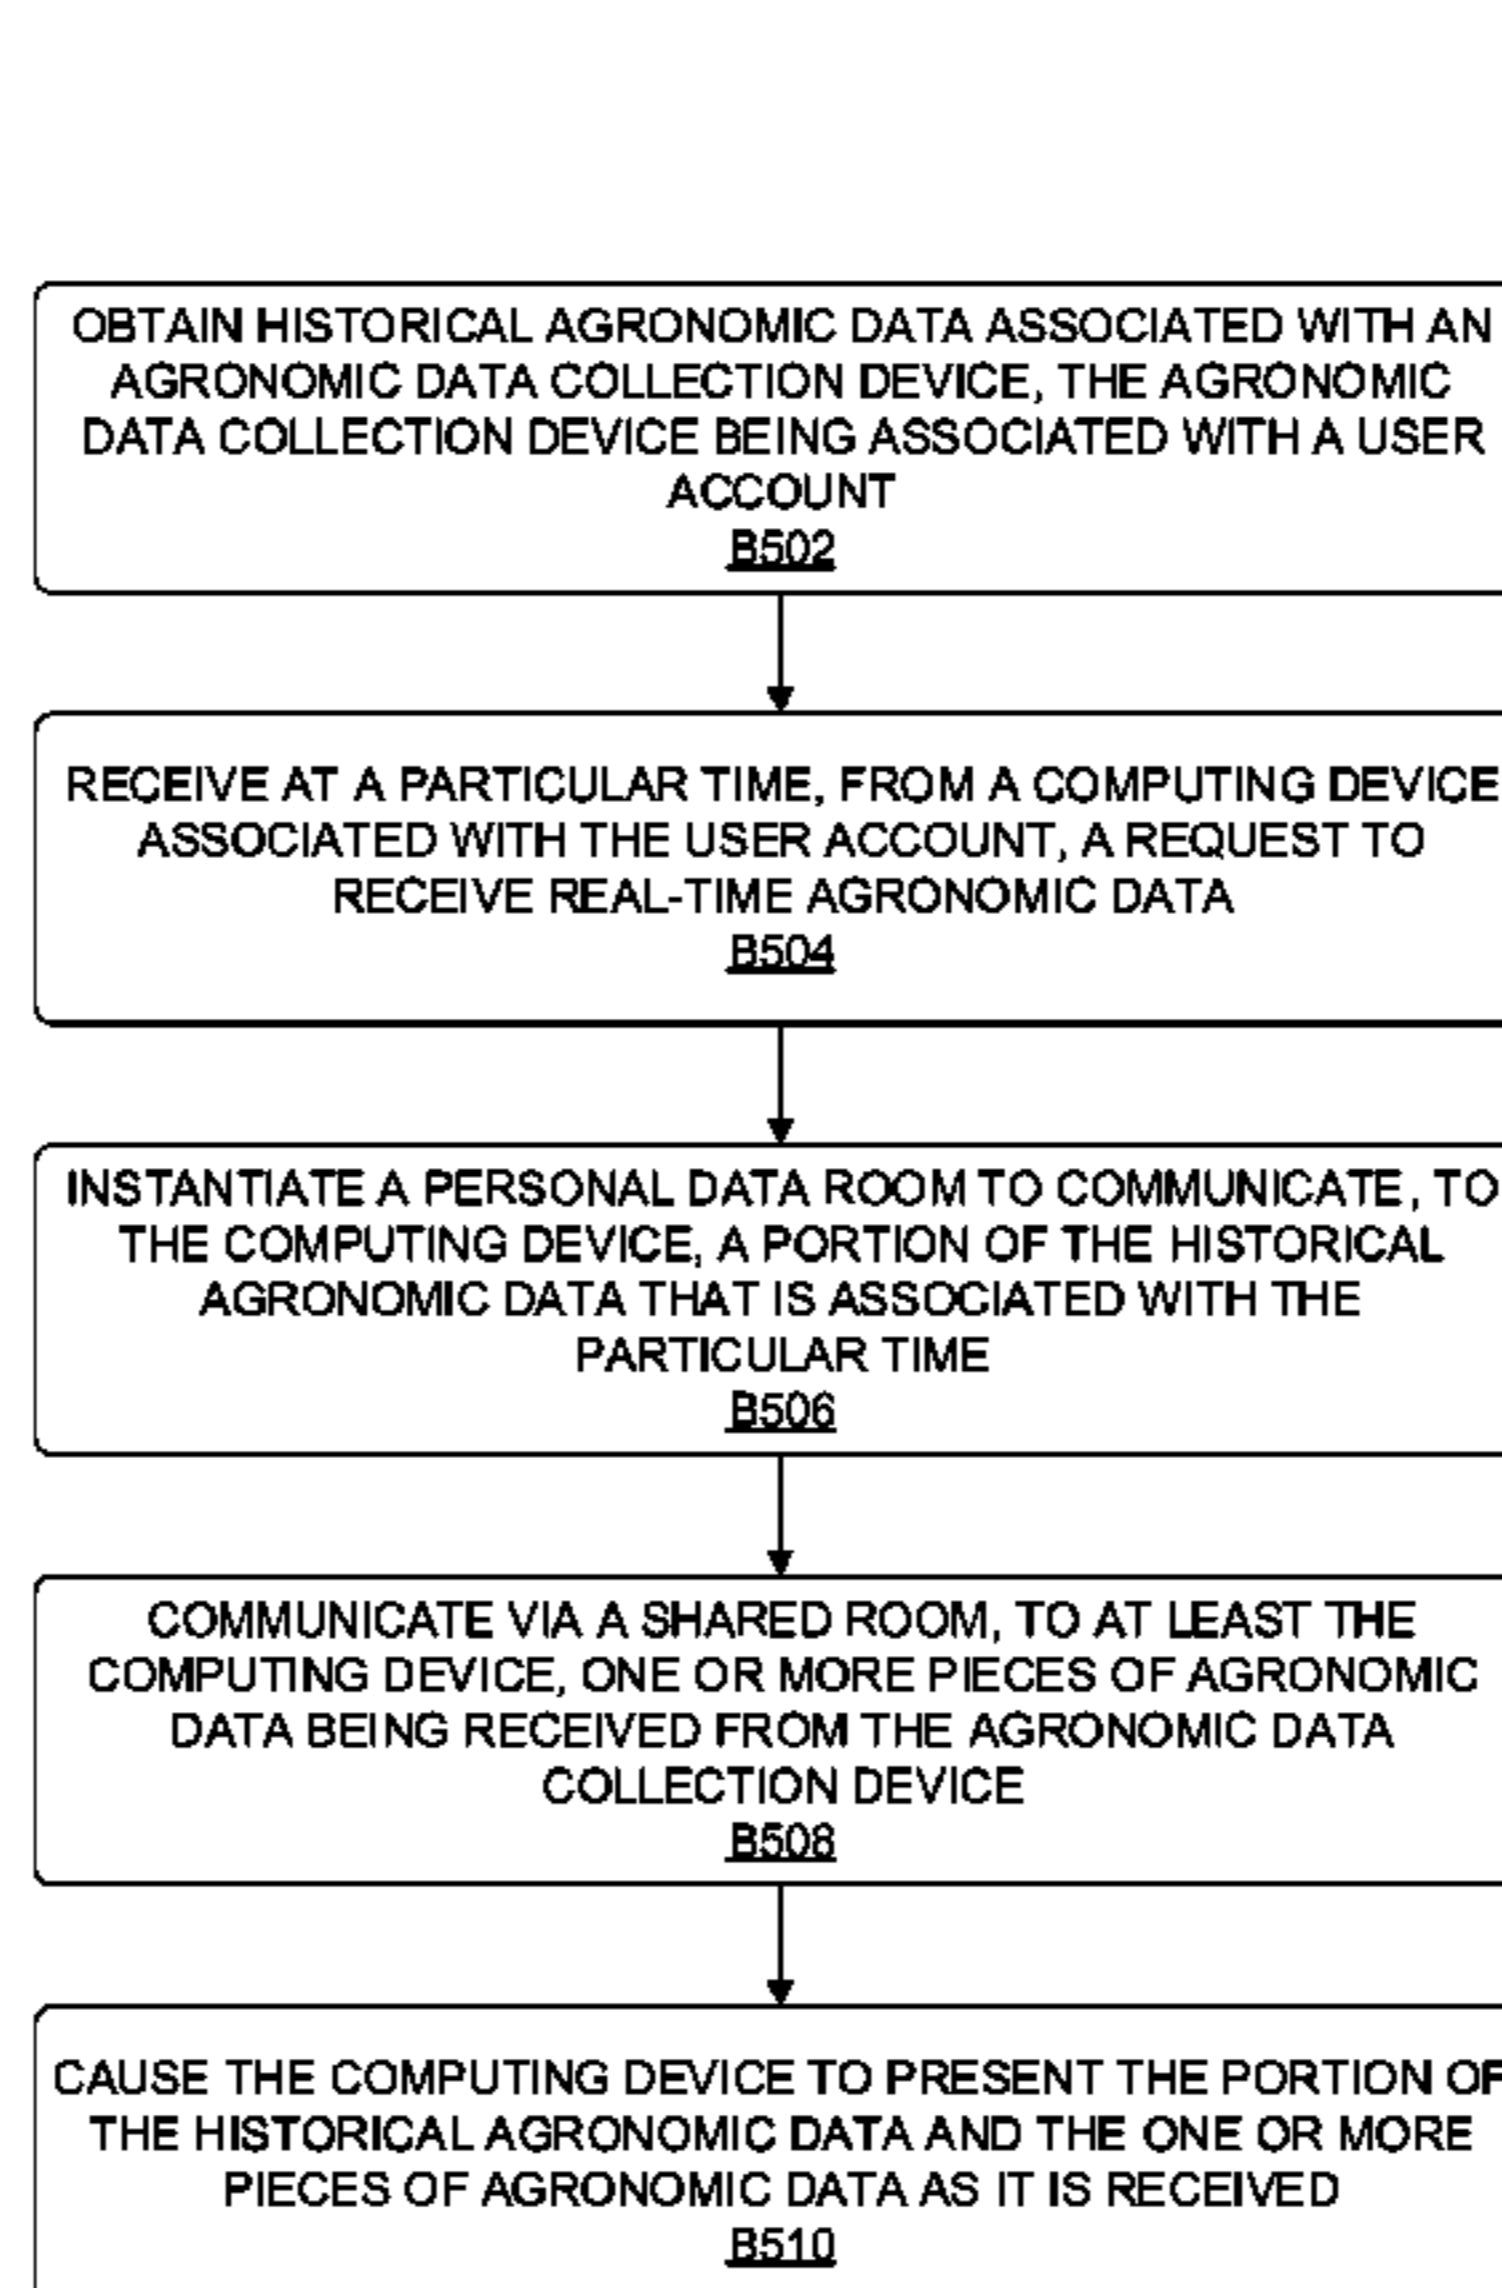 OBTAIN HISTORICAL AGRONOMIC DATA ASSOCIATED WITH AN
AGRONOMIC DATA COLLECTION DEVICE, THE AGRONOMIC
DATA COLLECTION DEVICE BEING ASSOCIATED WITH A USER
ACCOUNT
B502
RECEIVE AT A PARTICULAR TIME, FROM A COMPUTING DEVICE
ASSOCIATED WITH THE USER ACCOUNT, A REQUEST TO
RECEIVE REAL-TIME AGRONOMIC DATA
B504
INSTANTIATE A PERSONAL DATA ROOM TO COMMUNICATE, TO
THE COMPUTING DEVICE, A PORTION OF THE HISTORICAL
AGRONOMIC DATA THAT IS ASSOCIATED WITH THE
PARTICULAR TIME
B506
COMMUNICATE VIA A SHARED ROOM, TO AT LEAST THE
COMPUTING DEVICE, ONE OR MORE PIECES OF AGRONOMIC
DATA BEING RECEIVED FROM THE AGRONOMIC DATA
COLLECTION DEVICE
B508
CAUSE THE COMPUTING DEVICE TO PRESENT THE PORTION OF
THE HISTORICAL AGRONOMIC DATA AND THE ONE OR MORE
PIECES OF AGRONOMIC DATA AS IT IS RECEIVED
B510